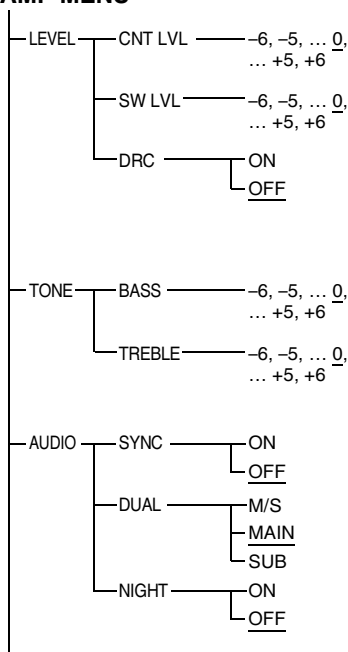 AMP MENU
LEVEL CNT LVL –6, –5, … 0,
… +5, +6
SW LVL –6, –5, … 0,
… +5, +6
DRC ON
OFF
TONE BASS –6, –5, … 0,
… +5, +6
TREBLE –6, –5, … 0,
… +5, +6
AUDIO SYNC ON
OFF
DUAL M/S
MAIN
SUB
NIGHT ON
OFF